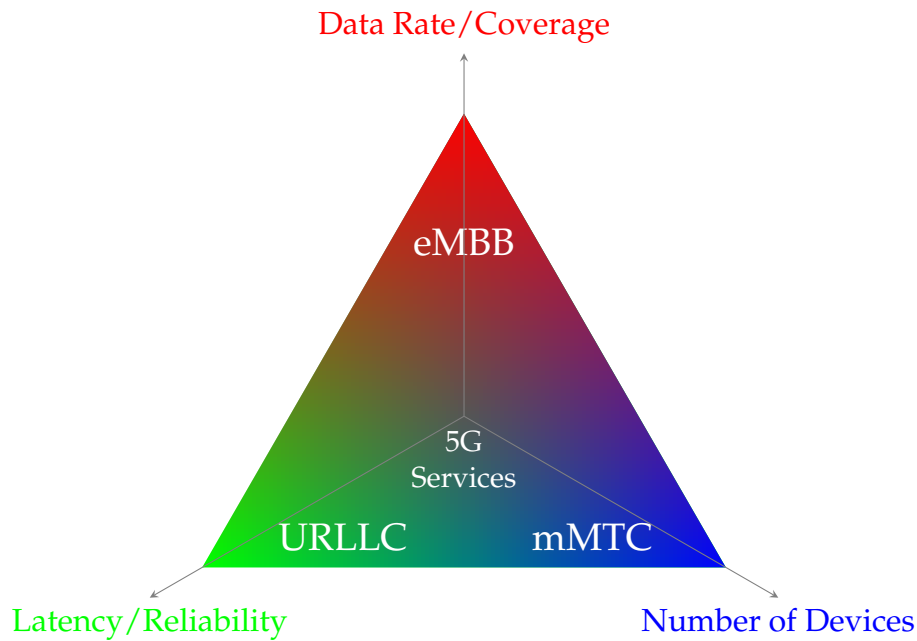 Data Rate/Coverage
eMBB
5G
Services
URLLC
mMTC
Latency/Reliability
Number of Devices